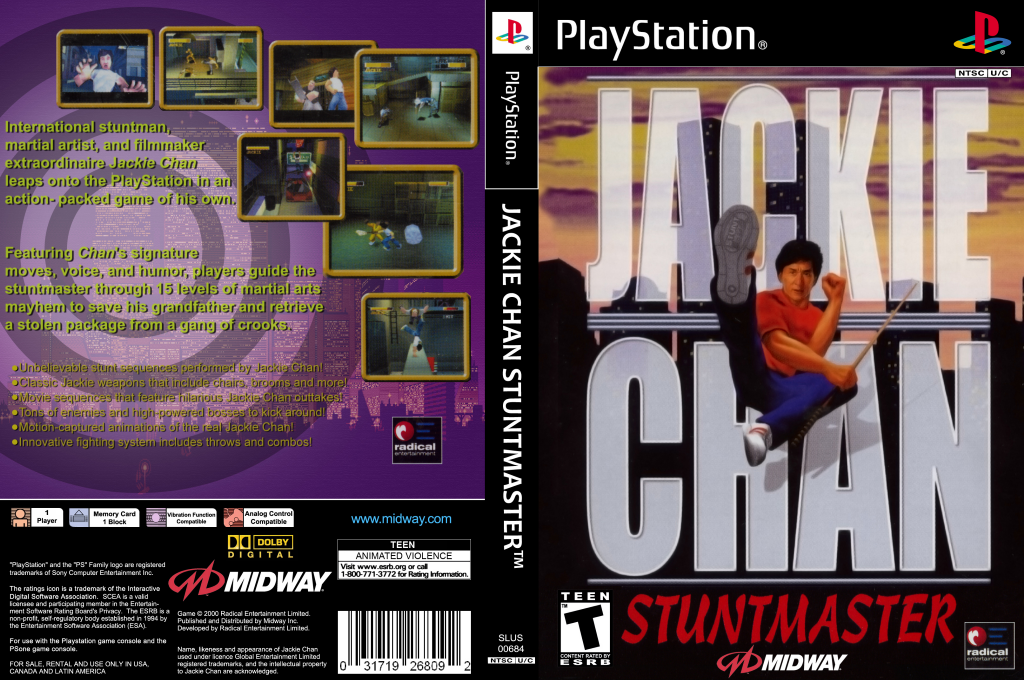 International stuntman,
martial artist, and filmmaker
extraordinaire Jackie Chan
leaps onto the PlayStation in an
action- packed game of his own.
Featuring Chan's signature
moves, voice, and humor, players guide the
stuntmaster through 15 levels of martial arts
mayhem to save his grandfather and retrieve
a stolen package from a gang of crooks.
●Unbelievable stunt sequences performed by Jackie Chan!
●Classic Jackie weapons that include chairs, brooms and more!
●Movie sequences that feature hilarious Jackie Chan outtakes!
●Tons of enemies and high-powered bosses to kick around!
●Motion-captured animations of the real Jackie Chan!
●Innovative fighting system includes throws and combos!
radical
entertainment
1
Player
Memory Card
1 Block
Vibration Function
Compatible
Analog Control
Compatible
www.midway.com
DOLBY
DIGITAL
MIDWAY
TEEN
ANIMATED VIOLENCE
Visit www.esrb.org or call
1-800-771-3772 for Rating Information.
"PlayStation" and the "PS" Family logo are registered
trademarks of Sony Computer Entertainment Inc.
The ratings icon is a trademark of the Interactive
Digital Software Association. SCEA is a valid
licensee and participating member in the Entertain-
ment Software Rating Board's Privacy. The ESRB is a
non-profit, self-regulatory body established in 1994 by
the Entertainment Software Association (ESA).
For use with the Playstation game console and the
PSone game console.
FOR SALE, RENTAL AND USE ONLY IN USA,
CANADA AND LATIN AMERICA
Game © 2000 Radical Entertainment Limited.
Published and Distributed by Midway Inc.
Developed by Radical Entertainment Limited.
Name, likeness and appearance of Jackie Chan
used under licence Global Entertainment Limited
registered trademarks, and the intellectual property
to Jackie Chan are acknowledged.
0 31719 26809 2
PlayStation®
JACKIE CHAN STUNTMASTER™
SLUS
00684
NTSC U/C
PlayStation®
NTSC U/C
JACKIE
CHAN
STUNTMASTER
TEEN
T™
CONTENT RATED BY
ESRB
MIDWAY
radical
entertainment